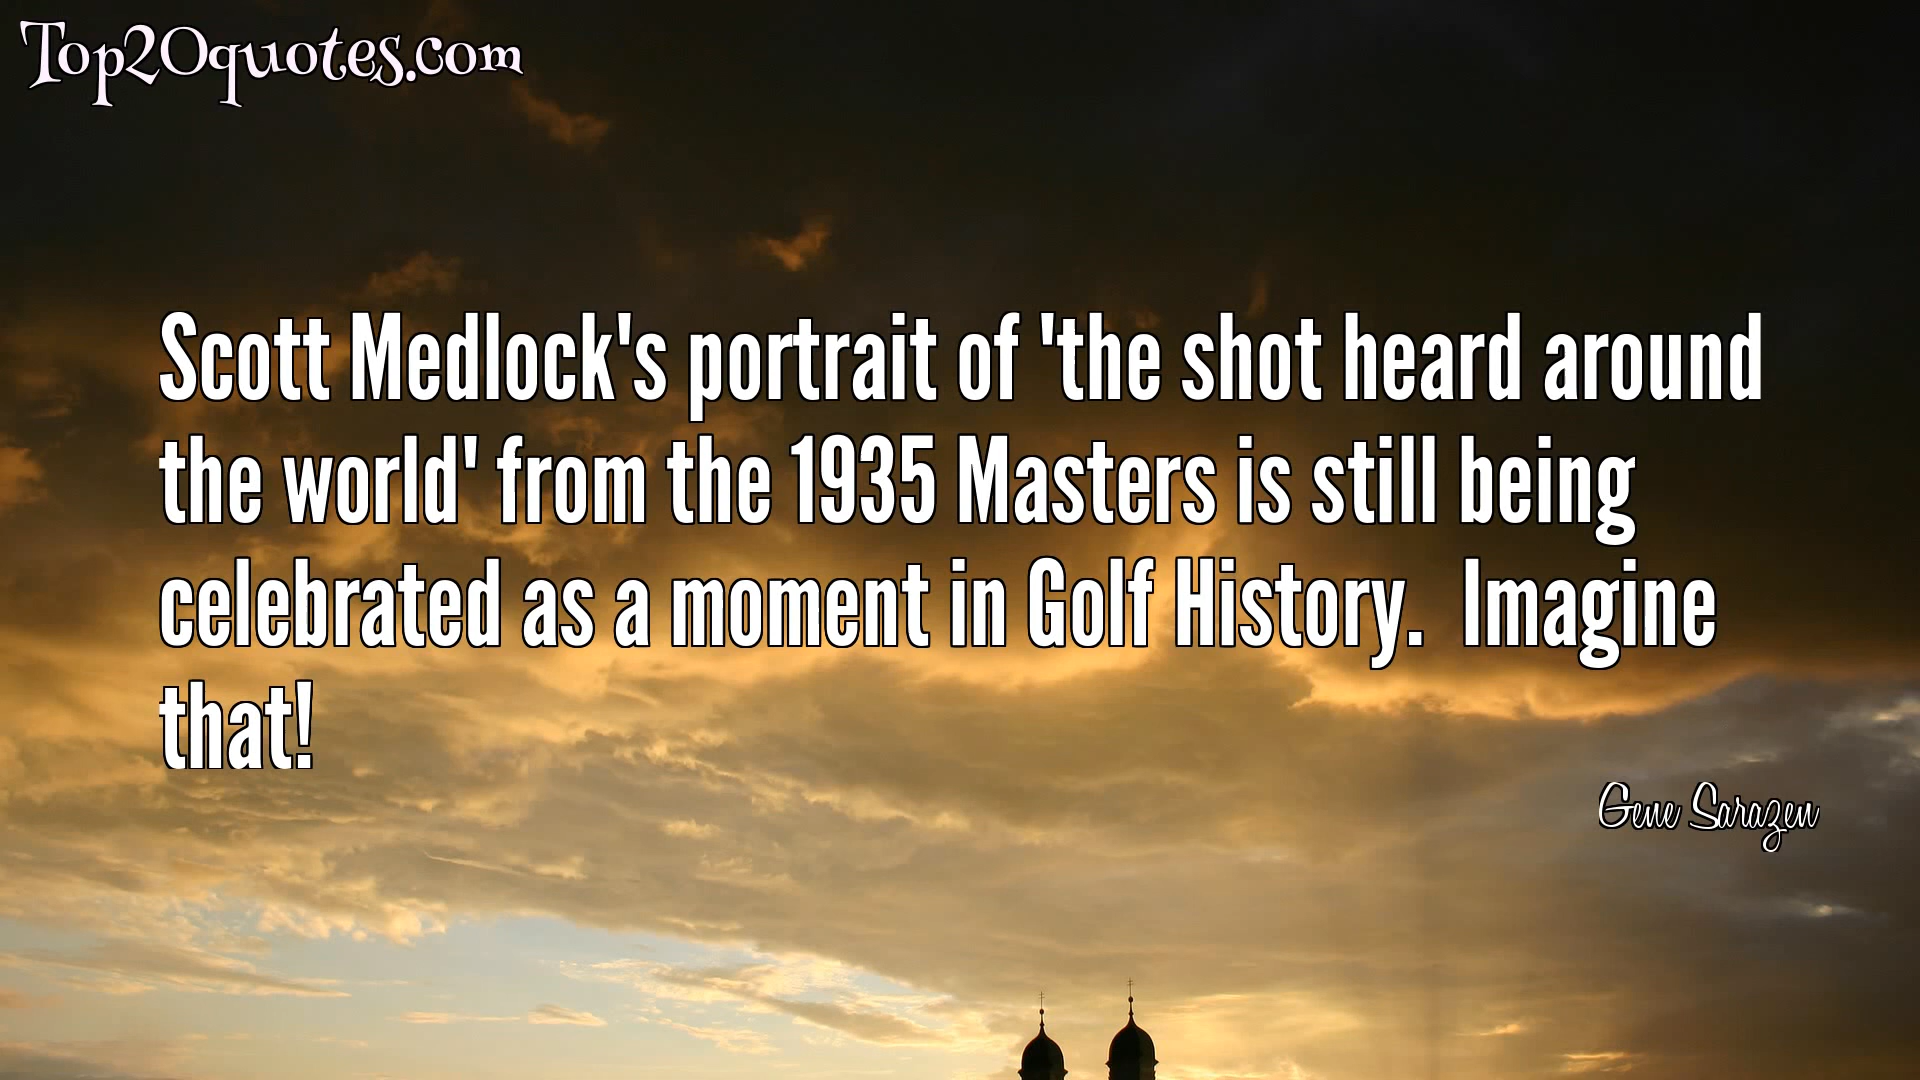 Top20quotes.com
Scott Medlock's portrait of 'the shot heard around
the world' from the 1935 Masters is still being
celebrated as a moment in Golf History.  Imagine
that!
Gene Sarazen